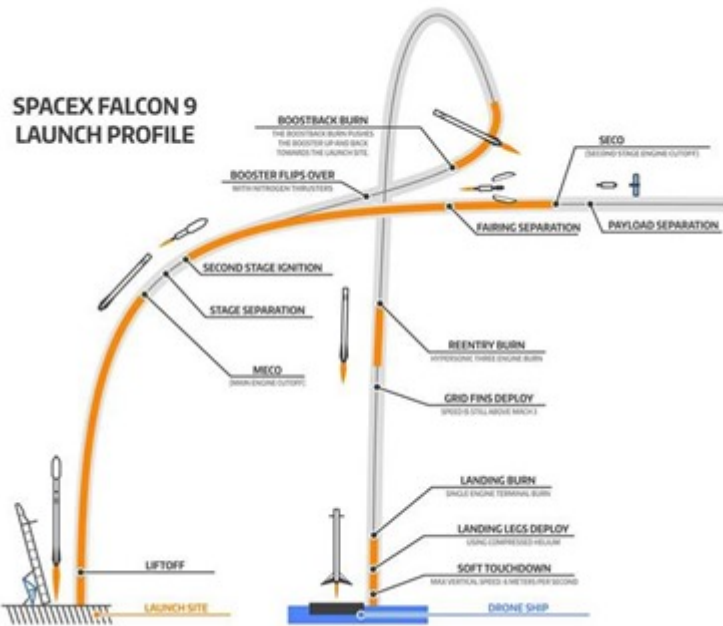 SPACEX FALCON 9
LAUNCH PROFILE
BOOSTBACK BURN
THE BOOSTBACK BURN PUSHES
THE BOOSTER UP AND BACK
TOWARDS THE LAUNCH SITE.
BOOSTER FLIPS OVER
WITH NITROGEN THRUSTERS
SECO
(SECOND STAGE ENGINE CUTOFF)
FAIRING SEPARATION
PAYLOAD SEPARATION
SECOND STAGE IGNITION
STAGE SEPARATION
MECO
(MAIN ENGINE CUTOFF)
REENTRY BURN
HYPERSONIC THREE ENGINE BURN
GRID FINS DEPLOY
SPEED IS STILL ABOVE MACH 3
LANDING BURN
SINGLE ENGINE TERMINAL BURN
LANDING LEGS DEPLOY
USING COMPRESSED HELIUM
SOFT TOUCHDOWN
MAX VERTICAL SPEED: 6 METERS PER SECOND
LIFTOFF
LAUNCH SITE
DRONE SHIP